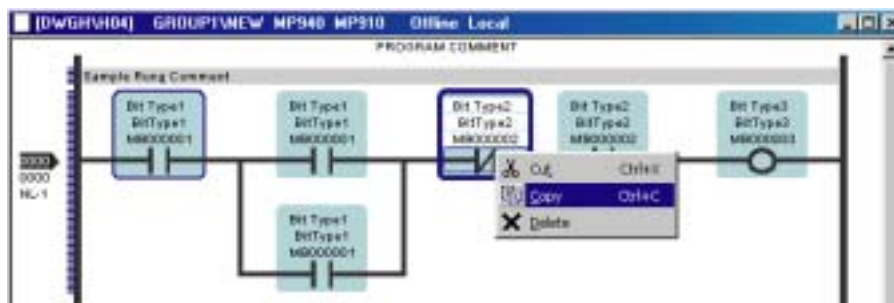 [DWGH\H04] GROUP1\NEW MP940 MP910 Offline Local
PROGRAM COMMENT
Sample Rung Comment
Bit Type1
BitType1
MB000001
Bit Type1
BitType1
MB000001
Bit Type2
BitType2
MB000002
Bit Type2
BitType2
MB000002
Bit Type3
BitType3
MB000003
0000
0000
NL-1
Cut Ctrl+X
Copy Ctrl+C
Delete
Bit Type1
BitType1
MB000001